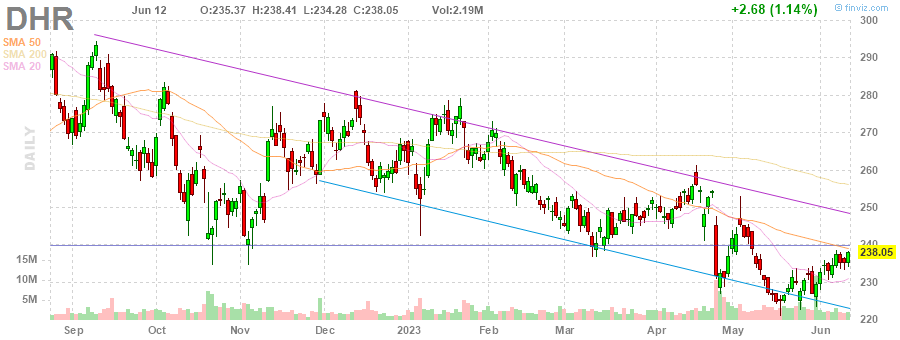 DHR
Jun 12 O:235.37 H:238.41 L:234.28 C:238.05 Vol:2.19M +2.68 (1.14%) © finviz.com
SMA 50
SMA 200
SMA 20
DAILY
300
290
280
270
260
250
240
238.05
230
220
15M
10M
5M
Sep Oct Nov Dec 2023 Feb Mar Apr May Jun